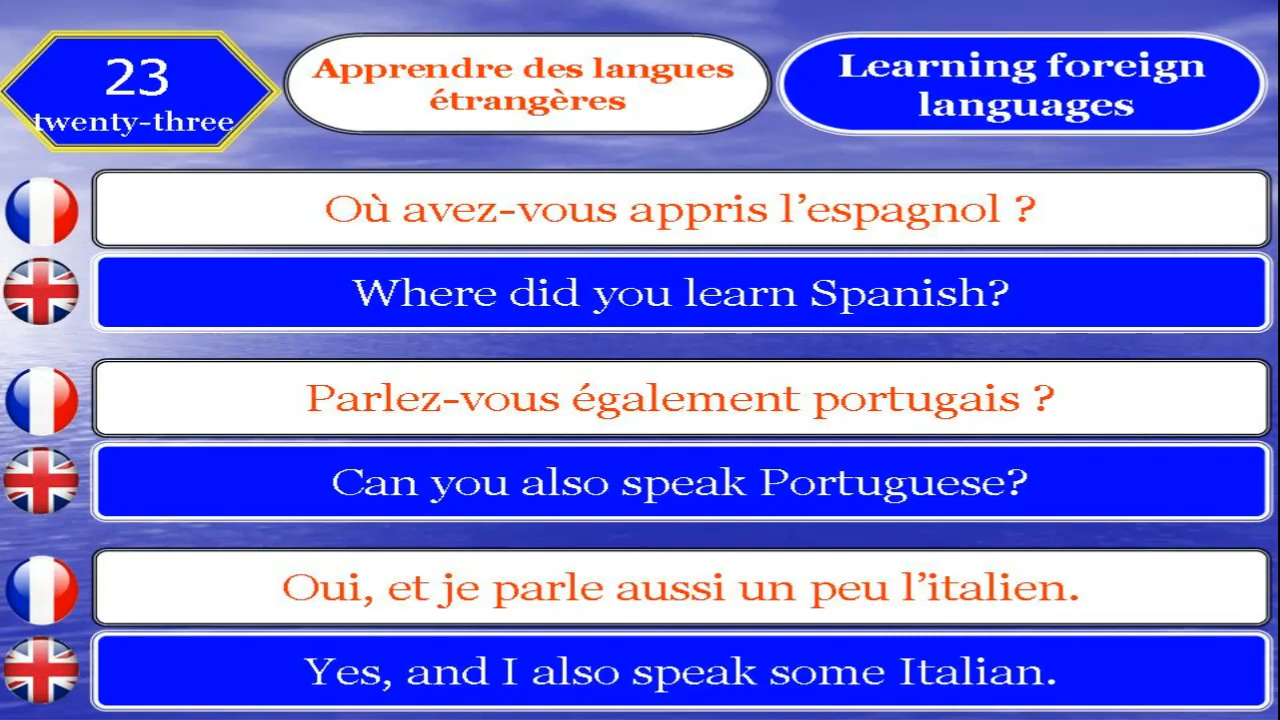 23
twenty-three
Apprendre des langues
étrangères
Learning foreign
languages
Où avez-vous appris l’espagnol ?
Where did you learn Spanish?
Parlez-vous également portugais ?
Can you also speak Portuguese?
Oui, et je parle aussi un peu l’italien.
Yes, and I also speak some Italian.